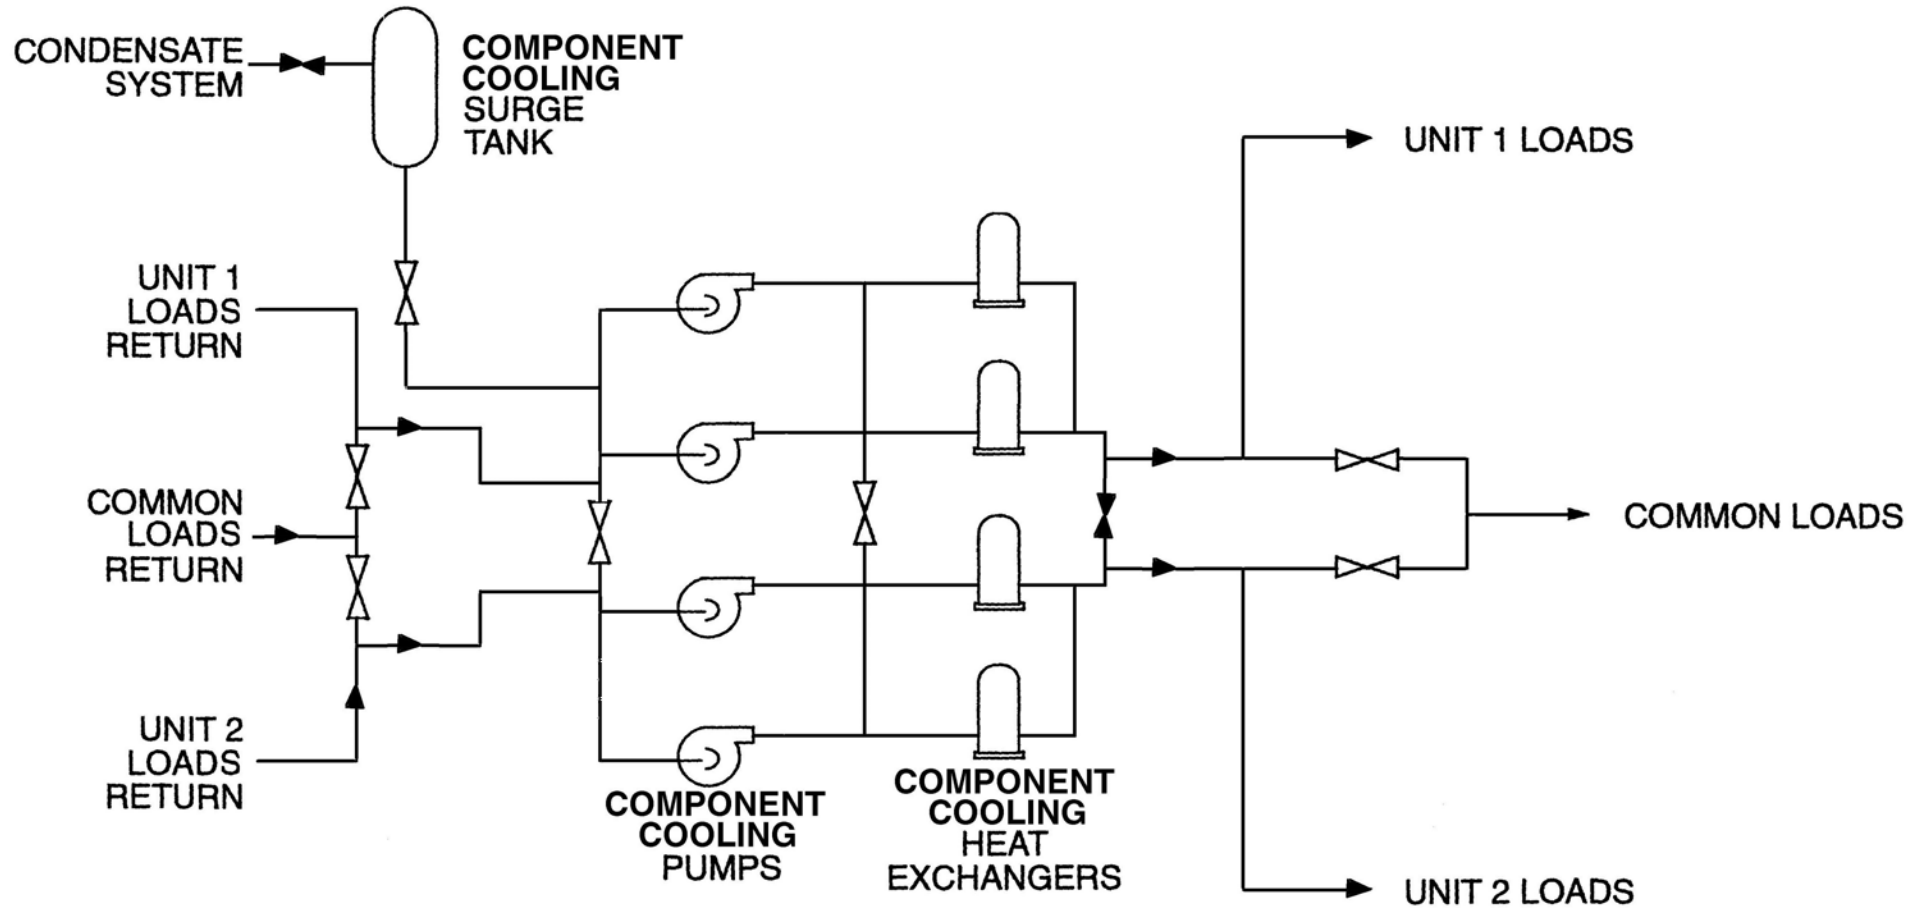 CONDENSATE
SYSTEM
COMPONENT
COOLING
SURGE
TANK
UNIT 1 LOADS
UNIT 1
LOADS
RETURN
COMMON
LOADS
RETURN
COMMON LOADS
UNIT 2
LOADS
RETURN
COMPONENT
COOLING
PUMPS
COMPONENT
COOLING
HEAT
EXCHANGERS
UNIT 2 LOADS